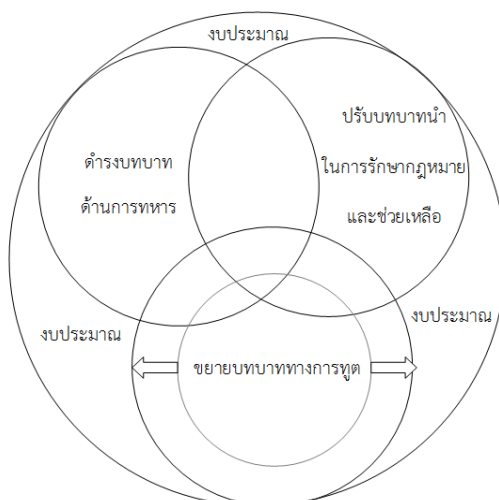 งบประมาณ
ปรับบทบาทนำ
ดำรงบทบาท
ในการรักษากฎหมาย
ด้านการทหาร
และช่วยเหลือ
งบประมาณ
งบประมาณ
ขยายบทบาททางการทูต